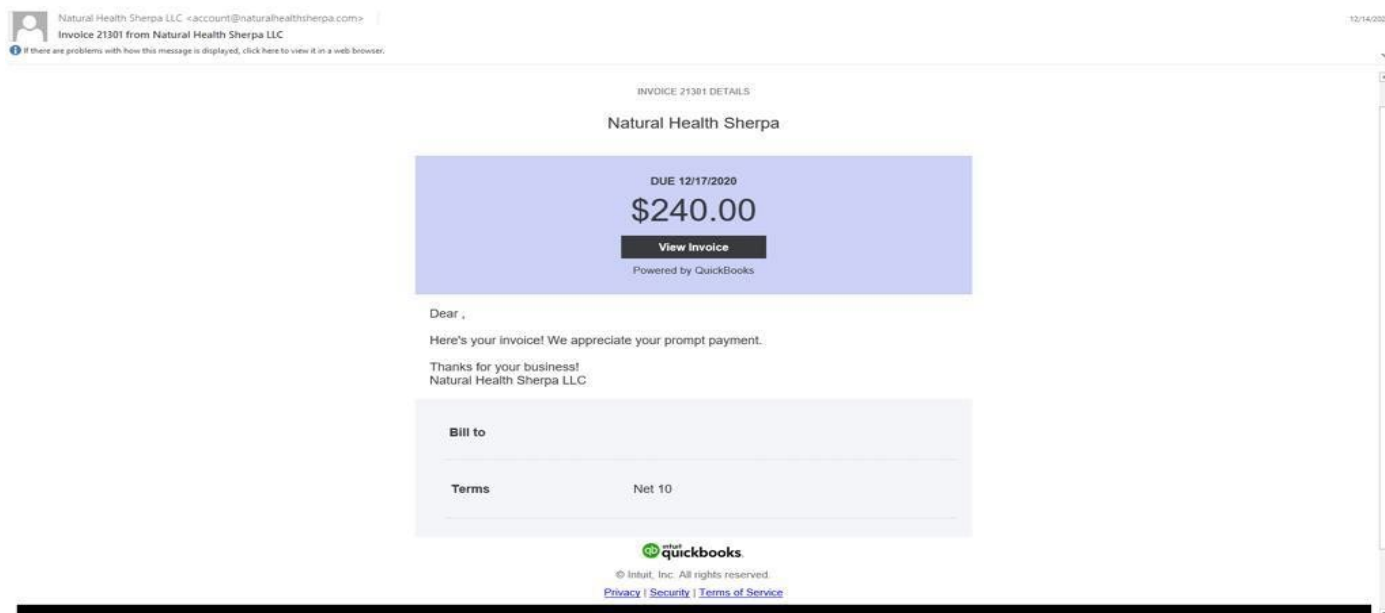 Natural Health Sherpa LLC <account@naturalhealthsherpa.com>
12/14/202
Invoice 21301 from Natural Health Sherpa LLC
If there are problems with how this message is displayed, click here to view it in a web browser.
INVOICE 21301 DETAILS
Natural Health Sherpa
DUE 12/17/2020
$240.00
View Invoice
Powered by QuickBooks
Dear ,
Here's your invoice! We appreciate your prompt payment.
Thanks for your business!
Natural Health Sherpa LLC
Bill to
Terms Net 10
intuit
quickbooks.
© Intuit, Inc. All rights reserved.
Privacy | Security | Terms of Service